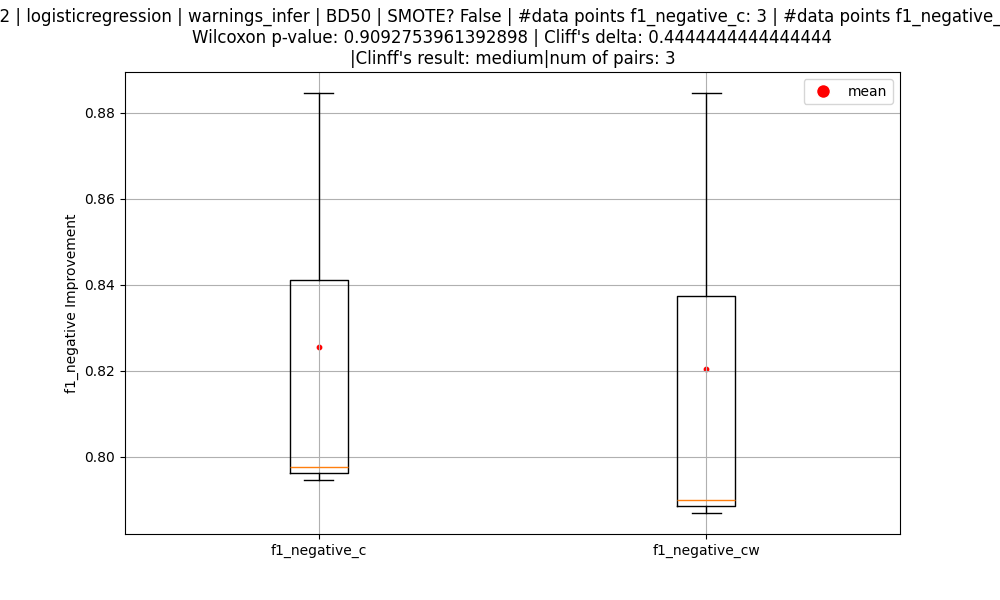 2 | logisticregression | warnings_infer | BD50 | SMOTE? False | #data points f1_negative_c: 3 | #data points f1_negative_
Wilcoxon p-value: 0.9092753961392898 | Cliff's delta: 0.4444444444444444
|Clinff's result: medium|num of pairs: 3
mean
0.88
0.86
0.84
0.82
0.80
f1_negative Improvement
f1_negative_c
f1_negative_cw